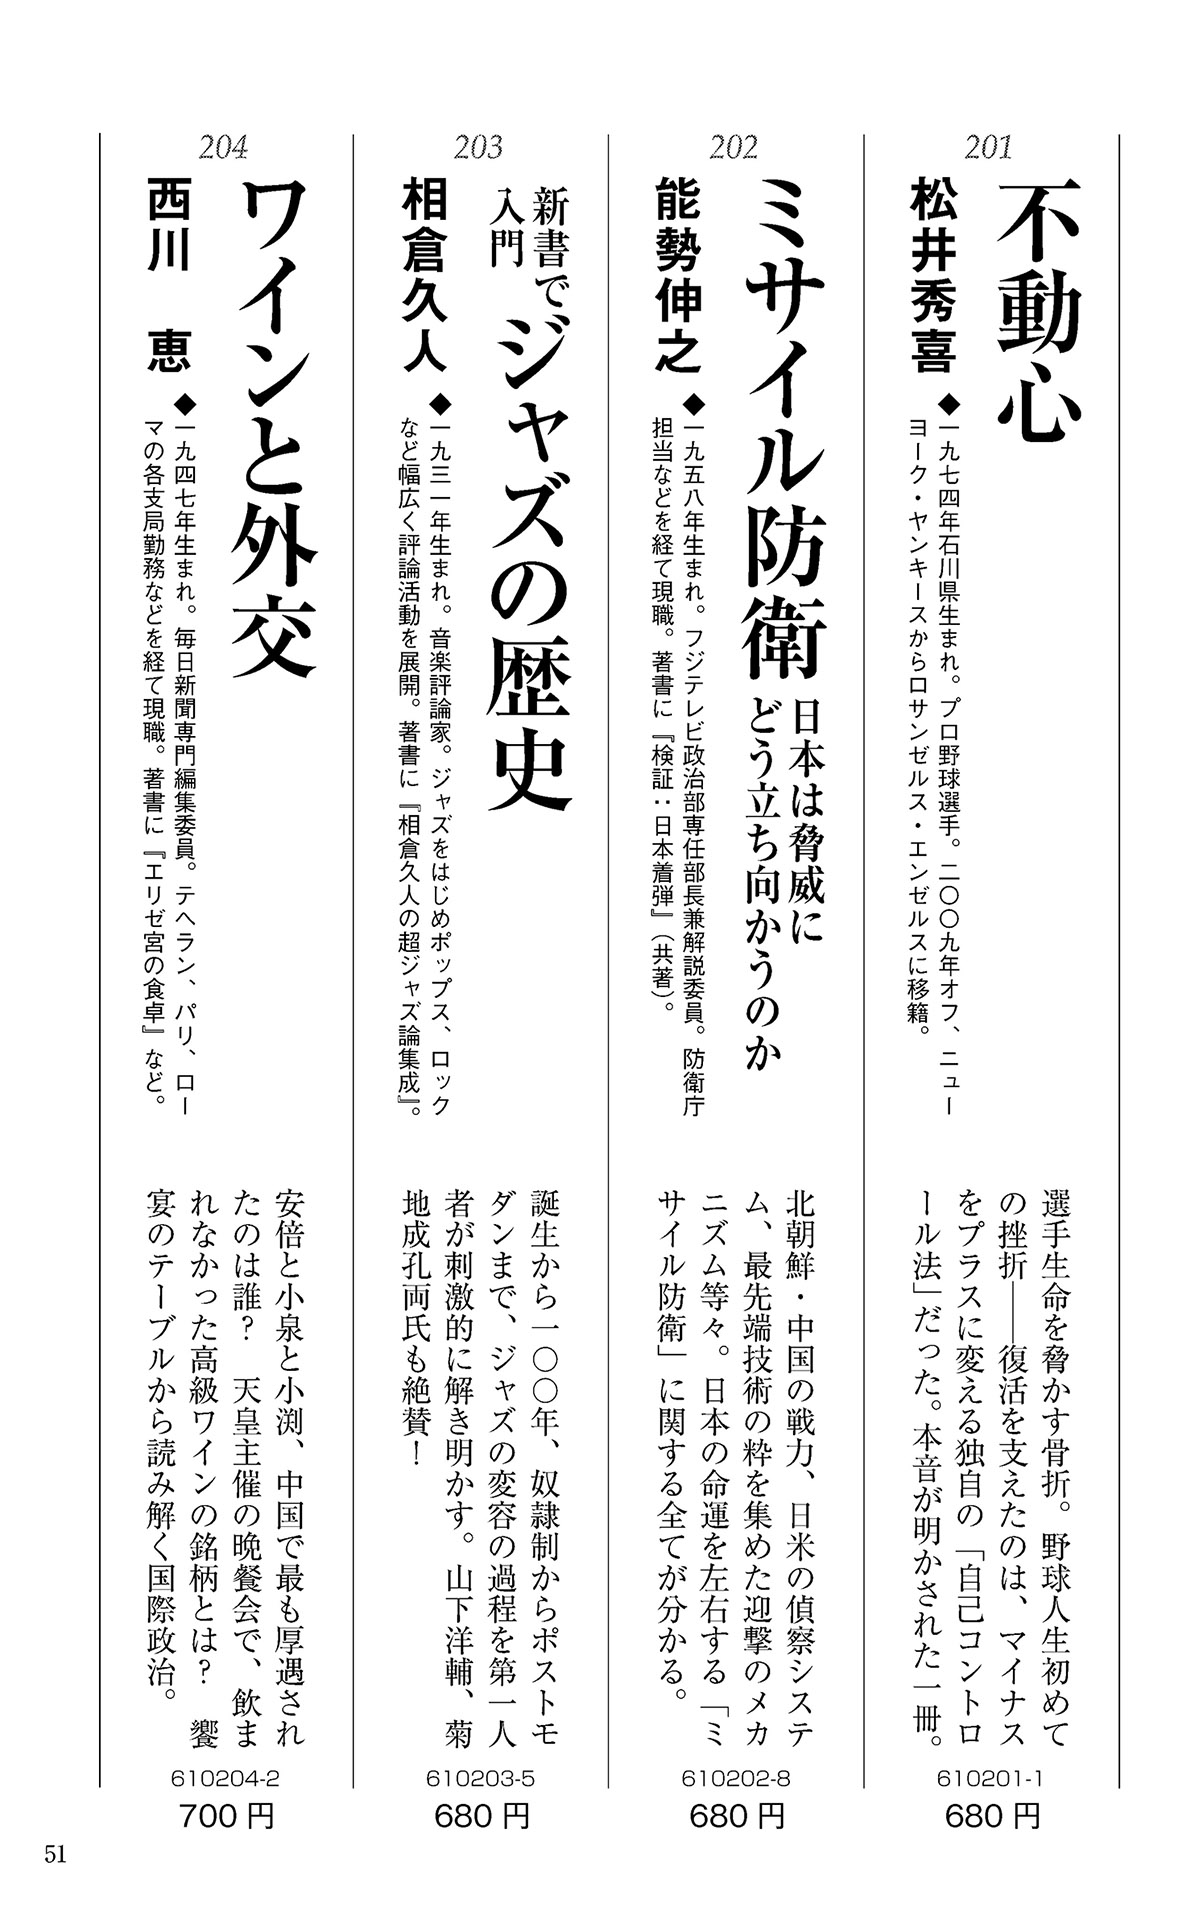 201
不動心
松井秀喜
◆一九七四年石川県生まれ。プロ野球選手。二〇〇九年オフ、ニュー
ヨーク・ヤンキースからロサンゼルス・エンゼルスに移籍。
選手生命を脅かす骨折。野球人生初めて
の挫折――復活を支えたのは、マイナス
をプラスに変える独自の「自己コントロ
ール法」だった。本音が明かされた一冊。
610201-1
680円
202
ミサイル防衛
日本は脅威に
どう立ち向かうのか
能勢伸之
◆一九五八年生まれ。フジテレビ政治部専任部長兼解説委員。防衛庁
担当などを経て現職。著書に『検証：日本着弾』（共著）。
北朝鮮・中国の戦力、日米の偵察システ
ム、最先端技術の粋を集めた迎撃のメカ
ニズム等々。日本の命運を左右する「ミ
サイル防衛」に関する全てが分かる。
610202-8
680円
203
新書で
入門
ジャズの歴史
相倉久人
◆一九三一年生まれ。音楽評論家。ジャズをはじめポップス、ロック
など幅広く評論活動を展開。著書に『相倉久人の超ジャズ論集成』。
誕生から一〇〇年、奴隷制からポストモ
ダンまで、ジャズの変容の過程を第一人
者が刺激的に解き明かす。山下洋輔、菊
地成孔両氏も絶賛！
610203-5
680円
204
ワインと外交
西川 恵
◆一九四七年生まれ。毎日新聞専門編集委員。テヘラン、パリ、ロー
マの各支局勤務などを経て現職。著書に『エリゼ宮の食卓』など。
安倍と小泉と小渕、中国で最も厚遇され
たのは誰？　天皇主催の晩餐会で、飲ま
れなかった高級ワインの銘柄とは？　饗
宴のテーブルから読み解く国際政治。
610204-2
700円
51